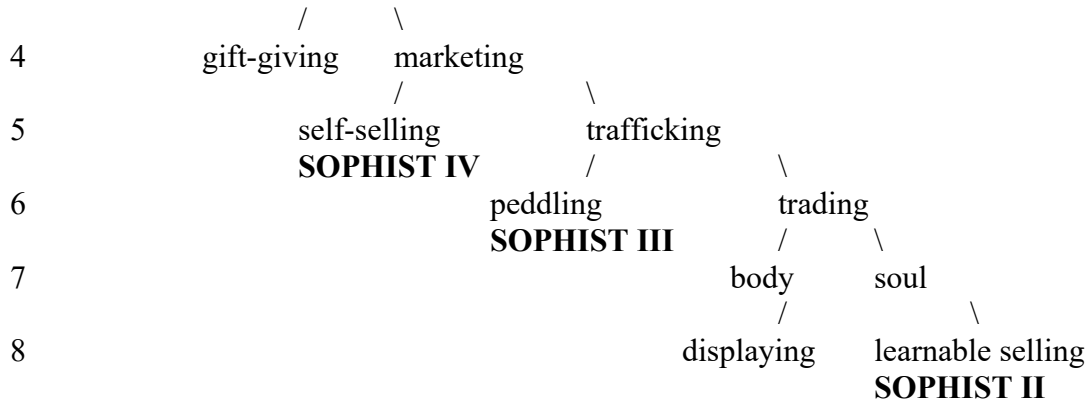 4 gift-giving marketing
5 self-selling trafficking
SOPHIST IV
6 peddling trading
SOPHIST III
7 body soul
8 displaying learnable selling
SOPHIST II